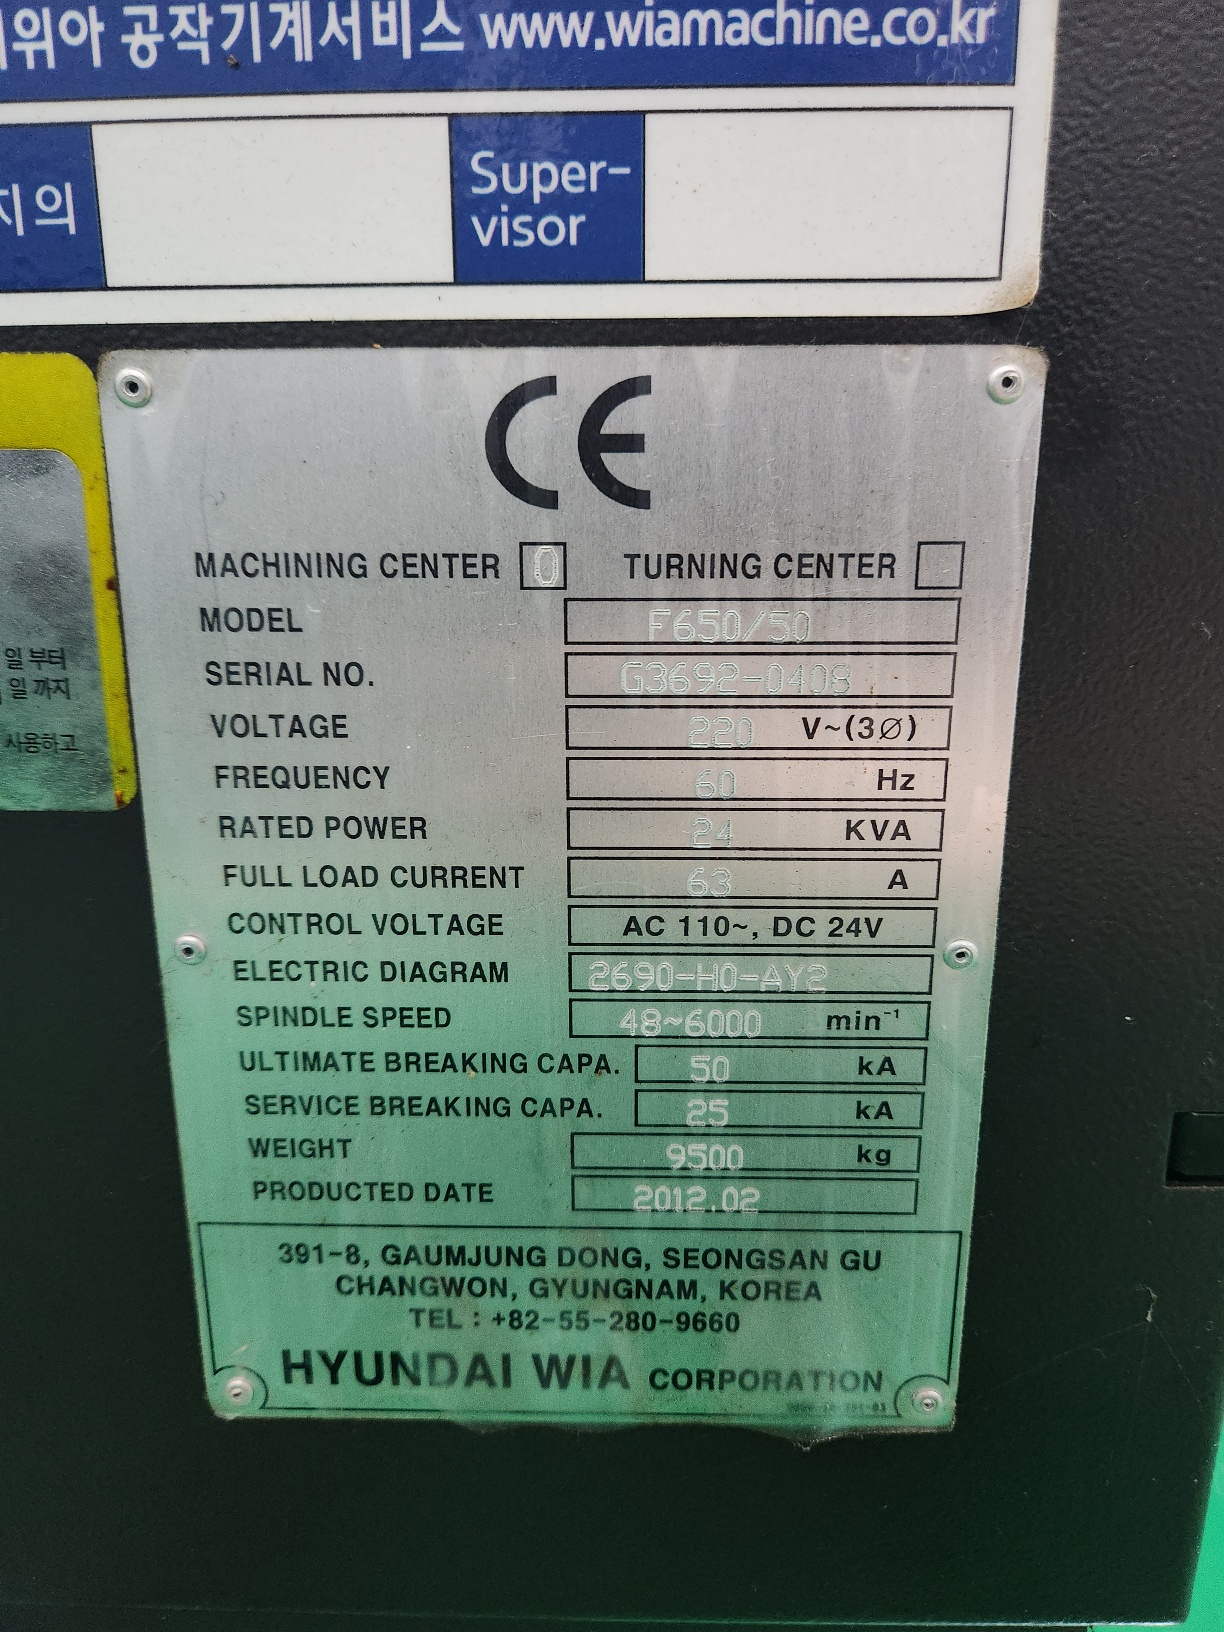 위아 공작기계서비스 www.wiamachine.co.kr
지의
Super-
visor
일 부터
일 까지
사용하고
CE
MACHINING CENTER 0 TURNING CENTER
MODEL F650/50
SERIAL NO. G3692-0408
VOLTAGE 220 V~(3∅)
FREQUENCY 60 Hz
RATED POWER 24 KVA
FULL LOAD CURRENT 63 A
CONTROL VOLTAGE AC 110~, DC 24V
ELECTRIC DIAGRAM 2690-H0-AY2
SPINDLE SPEED 48~6000 min⁻¹
ULTIMATE BREAKING CAPA. 50 kA
SERVICE BREAKING CAPA. 25 kA
WEIGHT 9500 kg
PRODUCTED DATE 2012.02
391-8, GAUMJUNG DONG, SEONGSAN GU
CHANGWON, GYUNGNAM, KOREA
TEL : +82-55-280-9660
HYUNDAI WIA CORPORATION